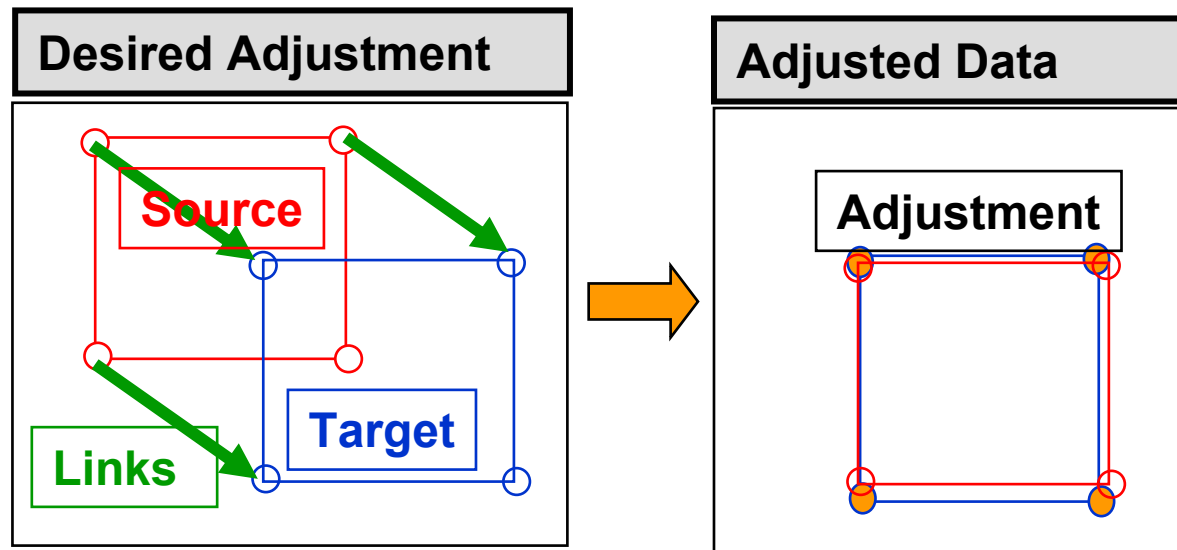 Desired Adjustment
Source
Links
Target
Adjusted Data
Adjustment